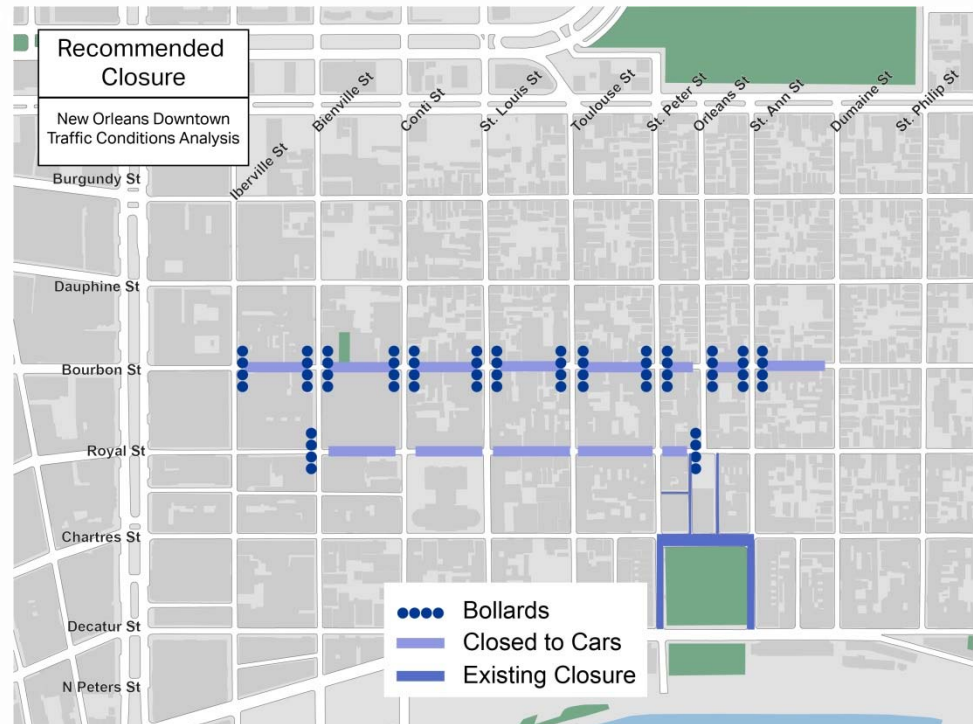 Recommended
Closure
New Orleans Downtown
Traffic Conditions Analysis
Iberville St
Bienville St
Conti St
St. Louis St
Toulouse St
St. Peter St
Orleans St
St. Ann St
Dumaine St
St. Philip St
Burgundy St
Dauphine St
Bourbon St
Royal St
Chartres St
Decatur St
N Peters St
Bollards
Closed to Cars
Existing Closure